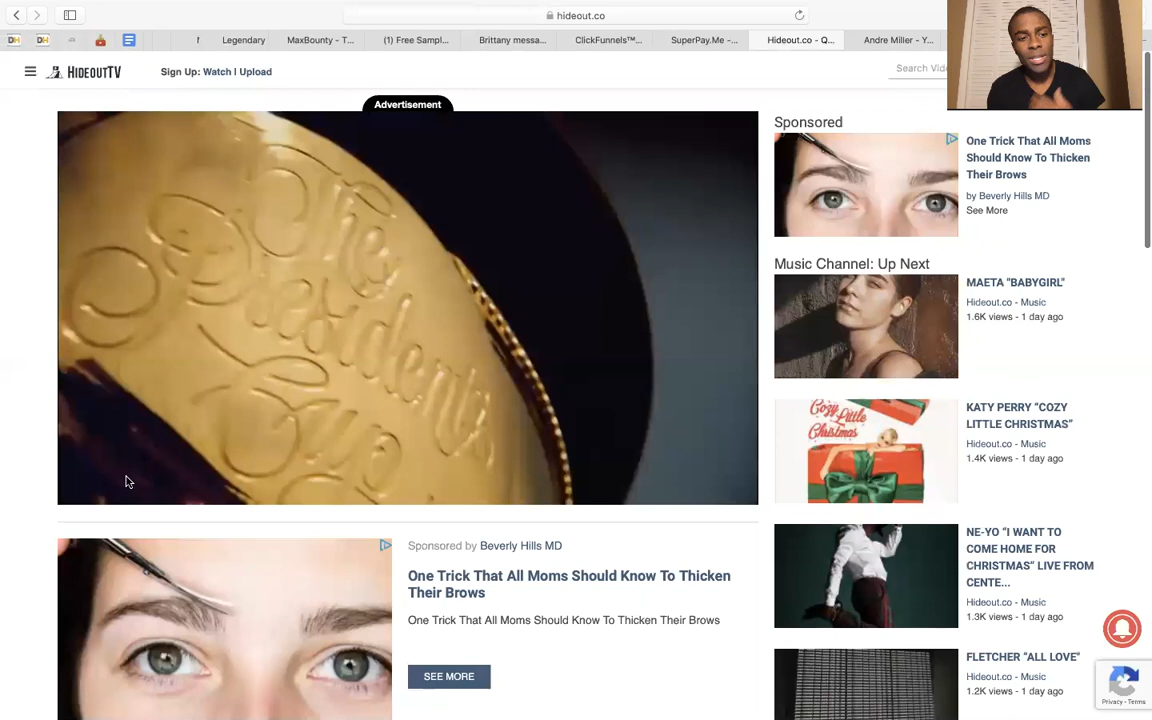 hideout.co
DH
DH
Legendary
MaxBounty - T...
(1) Free Sampl...
Brittany messa...
ClickFunnels™...
SuperPay.Me -...
Hideout.co - Q...
Andre Miller - Y...
HIDEOUTTV
Sign Up: Watch | Upload
Search Vide
Advertisement
The
President's
Cup
Sponsored
One Trick That All Moms
Should Know To Thicken
Their Brows
by Beverly Hills MD
See More
Music Channel: Up Next
MAETA "BABYGIRL"
Hideout.co - Music
1.6K views - 1 day ago
Cozy
Little
Christmas
KATY PERRY “COZY
LITTLE CHRISTMAS”
Hideout.co - Music
1.4K views - 1 day ago
NE-YO “I WANT TO
COME HOME FOR
CHRISTMAS” LIVE FROM
CENTE...
Hideout.co - Music
1.3K views - 1 day ago
FLETCHER “ALL LOVE”
Hideout.co - Music
1.2K views - 1 day ago
Sponsored by Beverly Hills MD
One Trick That All Moms Should Know To Thicken
Their Brows
One Trick That All Moms Should Know To Thicken Their Brows
SEE MORE
Privacy - Terms